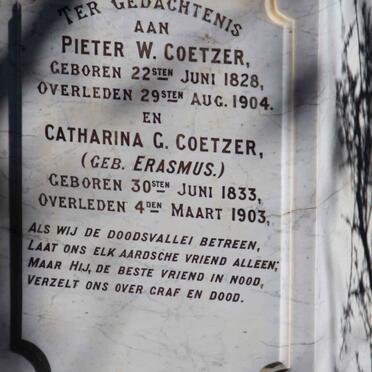 TER GEDACHTENIS
AAN
PIETER W. COETZER,
GEBOREN 22STEN JUNI 1828,
OVERLEDEN 29STEN AUG. 1904.
EN
CATHARINA G. COETZER,
(GEB. ERASMUS.)
GEBOREN 30STEN JUNI 1833,
OVERLEDEN 4DEN MAART 1903,
ALS WIJ DE DOODSVALLEI BETREEN,
LAAT ONS ELK AARDSCHE VRIEND ALLEEN;
MAAR HIJ, DE BESTE VRIEND IN NOOD,
VERZELT ONS OVER GRAF EN DOOD.